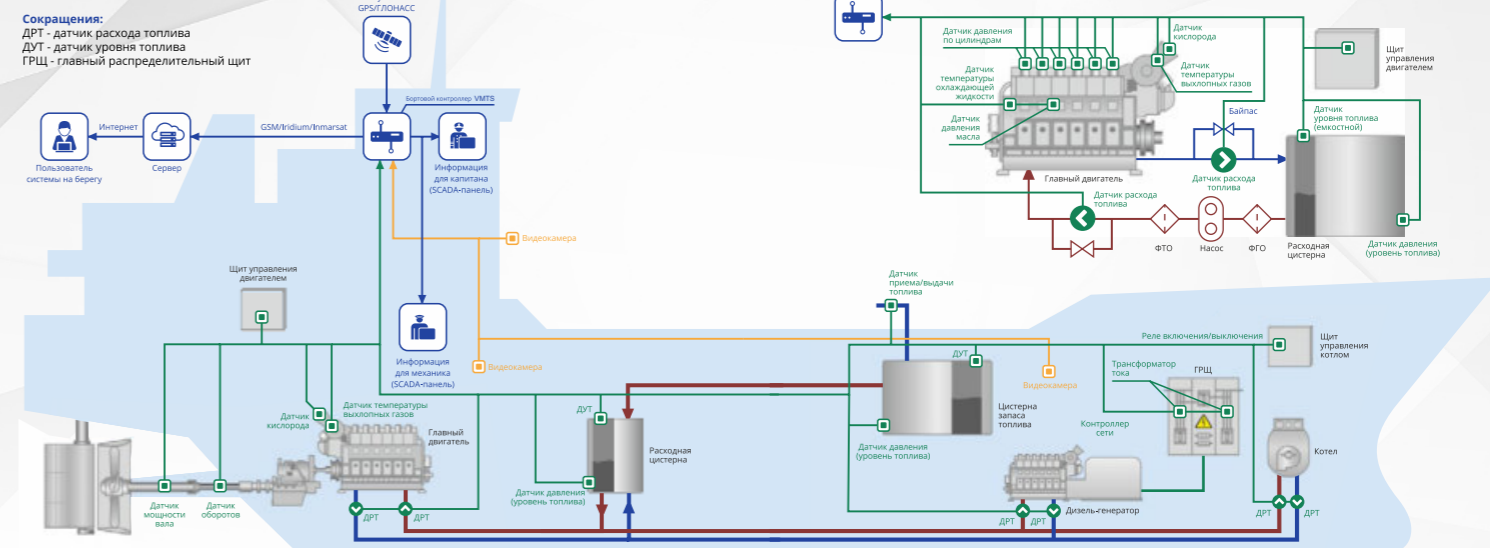 Сокращения:
ДРТ - датчик расхода топлива
ДУТ - датчик уровня топлива
ГРЩ - главный распределительный щит
GPS/ГЛОНАСС
Бортовой контроллер VMTS
Интернет
GSM/Iridium/Inmarsat
Пользователь
системы на берегу
Сервер
Информация
для капитана
(SCADA-панель)
Видеокамера
Щит управления
двигателем
Информация
для механика
(SCADA-панель)
Видеокамера
Датчик
кислорода
Датчик температуры
выхлопных газов
Главный
двигатель
Датчик
мощности
вала
Датчик
оборотов
ДРТ
ДРТ
ДУТ
Расходная
цистерна
Датчик давления
(уровень топлива)
Датчик
приема/выдачи
топлива
ДУТ
Цистерна
запаса
топлива
Датчик давления
(уровень топлива)
Видеокамера
Реле включения/выключения
Щит
управления
котлом
Трансформатор
тока
ГРЩ
Контроллер
сети
Котел
ДРТ
ДРТ
Дизель-генератор
ДРТ
ДРТ
Датчик давления
по цилиндрам
Датчик
кислорода
Датчик
температуры
выхлопных газов
Датчик
температуры
охлаждающей
жидкости
Датчик
давления
масла
Главный двигатель
Щит
управления
двигателем
Байпас
Датчик
уровня топлива
(емкостной)
Датчик расхода
топлива
Датчик расхода
топлива
ФТО
Насос
ФГО
Расходная
цистерна
Датчик давления
(уровень топлива)